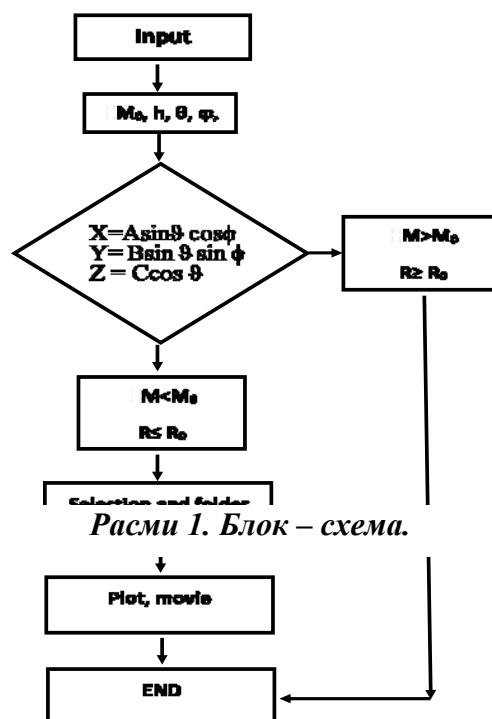 Input
M₀, h, θ, φ,
X=Asinϑ cosϕ
Y=Bsin ϑ sin ϕ
Z = Ccos ϑ
M>M₀
R≥ R₀
M<M₀
R≤ R₀
Selection and folder
Расми 1. Блок – схема.
Plot, movie
END